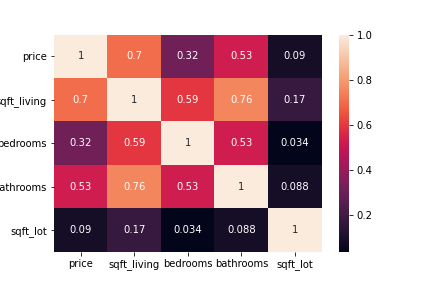 price 1 0.7 0.32 0.53 0.09
sqft_living 0.7 1 0.59 0.76 0.17
bedrooms 0.32 0.59 1 0.53 0.034
athrooms 0.53 0.76 0.53 1 0.088
sqft_lot 0.09 0.17 0.034 0.088 1
price sqft_living bedrooms bathrooms sqft_lot
1.0
0.8
0.6
0.4
0.2